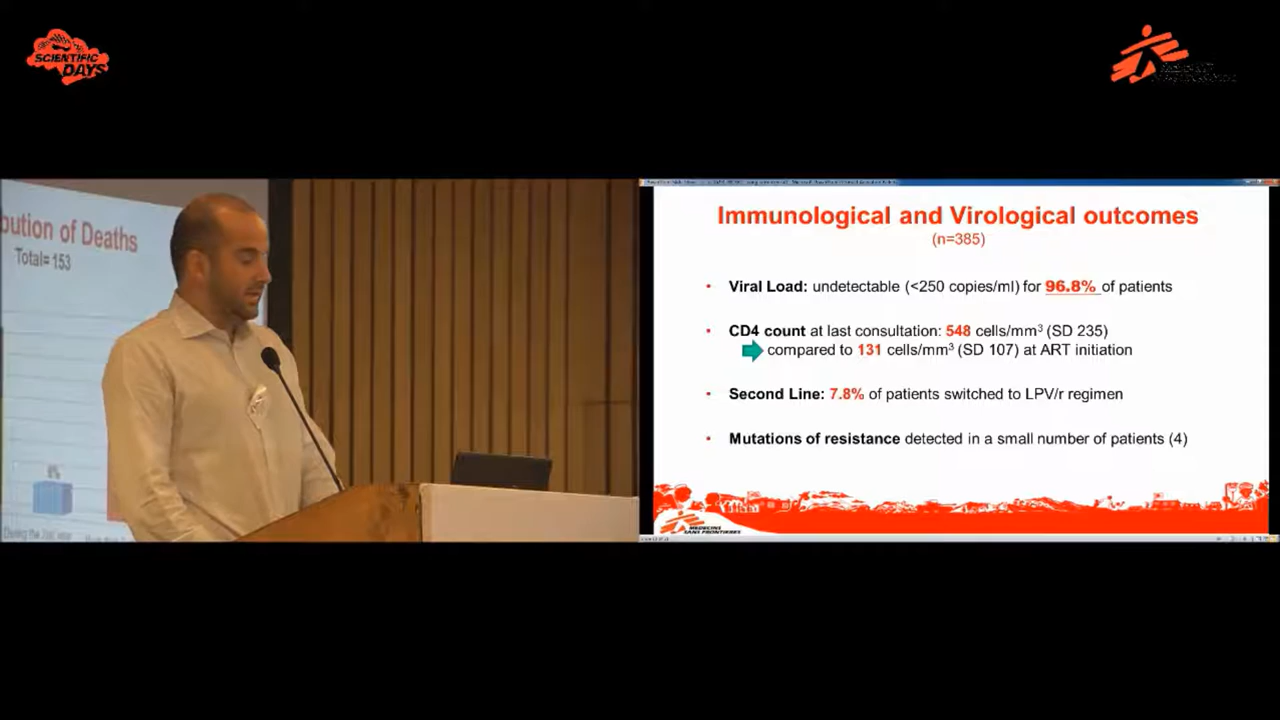 SCIENTIFIC
DAYS
bution of Deaths
Total= 153
Immunological and Virological outcomes
(n=385)
• Viral Load: undetectable (<250 copies/ml) for 96.8% of patients
• CD4 count at last consultation: 548 cells/mm³ (SD 235)
compared to 131 cells/mm³ (SD 107) at ART initiation
• Second Line: 7.8% of patients switched to LPV/r regimen
• Mutations of resistance detected in a small number of patients (4)
MEDECINS
SANS FRONTIERES